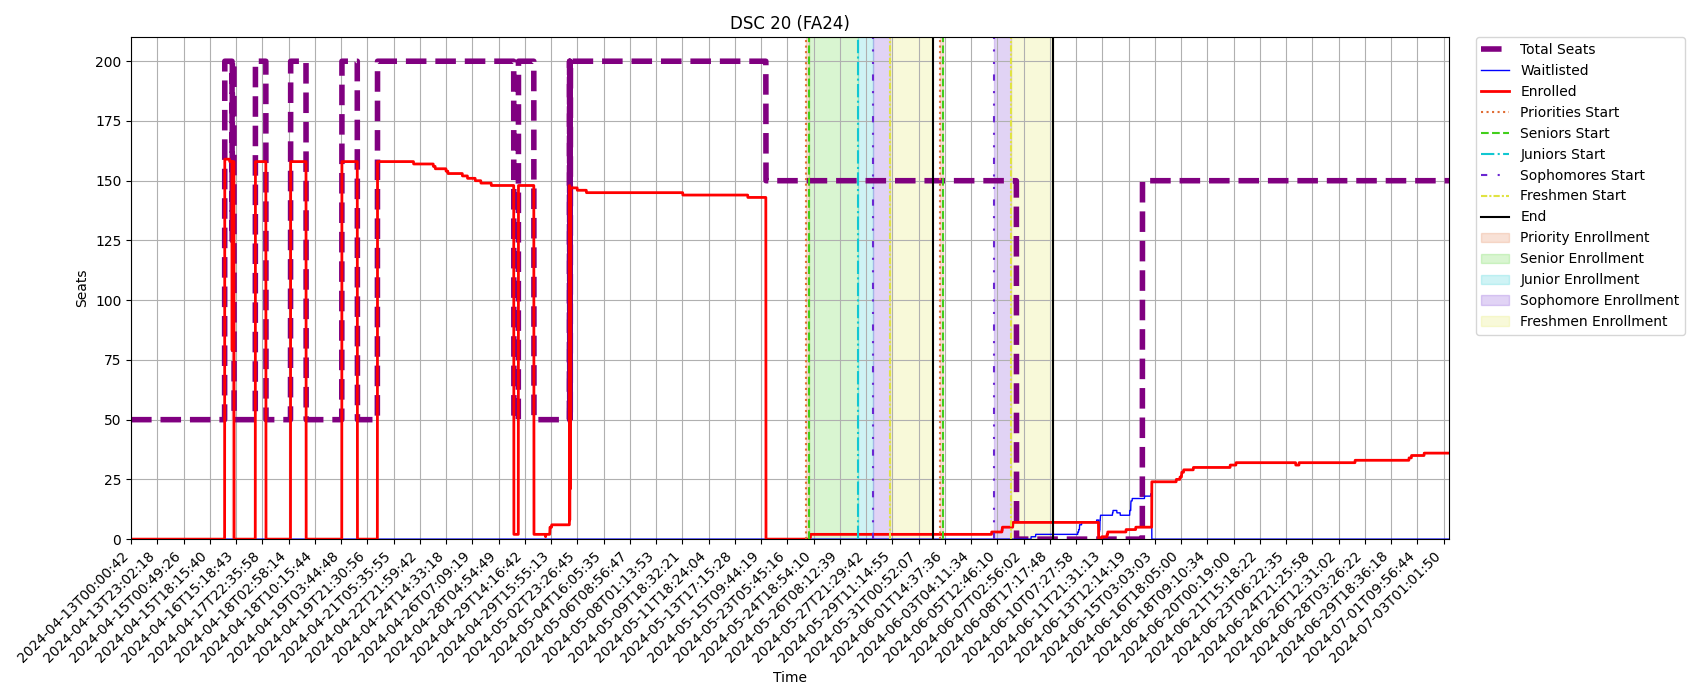 DSC 20 (FA24)
Total Seats
Waitlisted
Enrolled
Priorities Start
Seniors Start
Juniors Start
Sophomores Start
Freshmen Start
End
Priority Enrollment
Senior Enrollment
Junior Enrollment
Sophomore Enrollment
Freshmen Enrollment
Seats
200
175
150
125
100
75
50
25
0
2024-04-13T00:00:42
2024-04-13T23:02:18
2024-04-15T00:49:26
2024-04-15T18:15:40
2024-04-16T15:18:43
2024-04-17T22:35:58
2024-04-18T02:58:14
2024-04-18T10:15:44
2024-04-19T03:44:48
2024-04-19T21:30:56
2024-04-21T05:35:55
2024-04-22T21:59:42
2024-04-24T14:33:18
2024-04-26T07:09:19
2024-04-28T04:54:49
2024-04-29T14:16:42
2024-04-29T21:55:13
2024-05-02T23:26:45
2024-05-04T16:05:35
2024-05-06T08:56:47
2024-05-08T01:13:53
2024-05-09T18:32:21
2024-05-11T18:24:04
2024-05-13T17:15:28
2024-05-15T09:44:19
2024-05-23T05:45:16
2024-05-24T18:54:10
2024-05-26T08:12:39
2024-05-27T21:29:42
2024-05-29T11:14:55
2024-05-31T00:52:07
2024-06-01T14:37:36
2024-06-03T04:11:34
2024-06-05T12:46:10
2024-06-07T02:56:02
2024-06-08T17:17:48
2024-06-10T07:27:58
2024-06-11T21:31:13
2024-06-13T12:14:19
2024-06-15T03:03:03
2024-06-16T18:05:00
2024-06-18T09:10:34
2024-06-20T00:19:00
2024-06-21T15:18:22
2024-06-23T06:22:35
2024-06-24T21:25:58
2024-06-26T12:31:02
2024-06-28T03:26:22
2024-06-29T18:36:18
2024-07-01T09:56:44
2024-07-03T01:01:50
Time